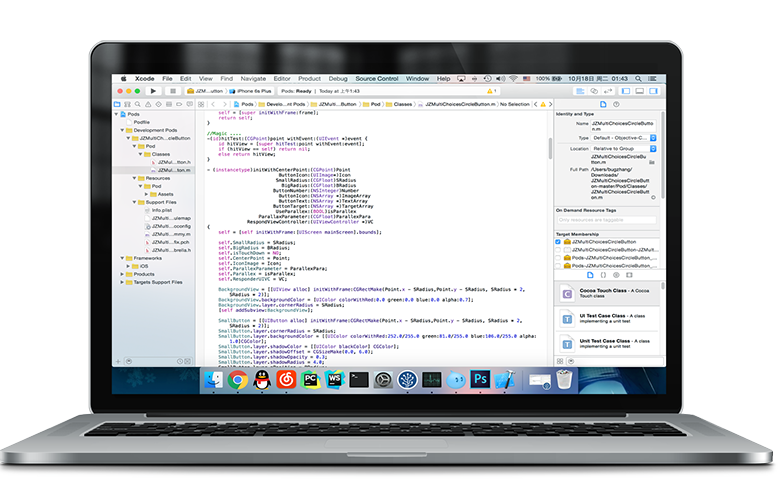 Xcode File Edit View Find Navigate Editor Product Debug Source Control Window Help 100% 10月18日 周二 01:43
JZMu...utton iPhone 6s Plus Pods: Ready | Today at 上午1:43 1
Pods Develo...nt Pods JZMulti...Button Pod Classes JZMultiChoicesCircleButton.m No Selection
Pods
Podfile
Development Pods
JZMultiCh...cleButton
Pod
Classes
JZMu...tton.h
JZMu...tton.m
Resources
Pod
Assets
Support Files
Info.plist
JZMulti...ulemap
JZMulti...cconfig
JZMulti...mmy.m
JZMulti...fix.pch
JZMulti...brella.h
Frameworks
iOS
Products
Targets Support Files
self = [super initWithFrame:frame];
return self;
}
//Magic ....
-(id)hitTest:(CGPoint)point withEvent:(UIEvent *)event {
id hitView = [super hitTest:point withEvent:event];
if (hitView == self) return nil;
else return hitView;
}
- (instancetype)initWithCenterPoint:(CGPoint)Point
ButtonIcon:(UIImage*)Icon
SmallRadius:(CGFloat)SRadius
BigRadius:(CGFloat)BRadius
ButtonNumber:(NSInteger)Number
ButtonIcon:(NSArray *)ImageArray
ButtonText:(NSArray *)TextArray
ButtonTarget:(NSArray *)TargetArray
UseParallex:(BOOL)isParallex
ParallaxParameter:(CGFloat)ParallexPara
RespondViewController:(UIViewController *)VC
{
self = [self initWithFrame:[UIScreen mainScreen].bounds];
self.SmallRadius = SRadius;
self.BigRadius = BRadius;
self.isTouchDown = NO;
self.CenterPoint = Point;
self.IconImage = Icon;
self.ParallexParameter = ParallexPara;
self.Parallex = isParallex;
self.ResponderUIVC = VC;
BackgroundView = [[UIView alloc] initWithFrame:CGRectMake(Point.x - SRadius,Point.y - SRadius, SRadius * 2,
SRadius * 2)];
BackgroundView.backgroundColor = [UIColor colorWithRed:0.0 green:0.0 blue:0.0 alpha:0.7];
BackgroundView.layer.cornerRadius = SRadius;
[self addSubview:BackgroundView];
SmallButton = [[UIButton alloc] initWithFrame:CGRectMake(Point.x - SRadius,Point.y - SRadius, SRadius * 2,
SRadius * 2)];
SmallButton.layer.cornerRadius = SRadius;
SmallButton.layer.backgroundColor = [[UIColor colorWithRed:252.0/255.0 green:81.0/255.0 blue:106.0/255.0 alpha:
1.0]CGColor];
SmallButton.layer.shadowColor = [[UIColor blackColor] CGColor];
SmallButton.layer.shadowOffset = CGSizeMake(0.0, 6.0);
SmallButton.layer.shadowOpacity = 0.3;
SmallButton.layer.shadowRadius = 4.0;
Identity and Type
Name JZMultiChoicesCircleButton.m
Type Default - Objective-C...
Location Relative to Group
JZMultiChoicesCircleButton.m
Full Path /Users/bugzhang/
Downloads/
JZMultiChoicesCircleButton-master/Pod/Classes/
JZMultiChoicesCircleButton.m
On Demand Resource Tags
Only resources are taggable
Target Membership
JZMultiChoicesCircleButton
JZMultiChoicesCircleButton-JZMulti...
Pods-JZMultiChoicesCircleButton_...
Pods-JZMultiChoicesCircleButton_...
Cocoa Touch Class - A Cocoa
Touch class
UI Test Case Class - A class
implementing a unit test
Unit Test Case Class - A class
implementing a unit test
PC
WS
Ps